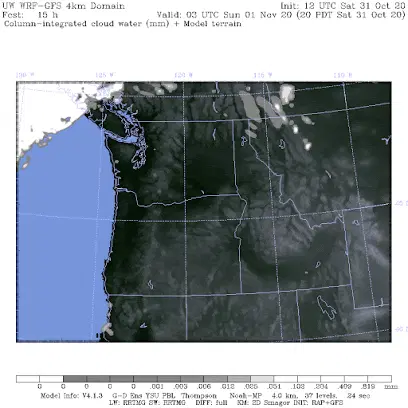 UW WRF-GFS 4km Domain Init: 12 UTC Sat 31 Oct 20
Fcst: 15 h Valid: 03 UTC Sun 01 Nov 20 (20 PDT Sat 31 Oct 20)
Column-integrated cloud water (mm) + Model terrain
120 W 115 W 110 W
0 0 0 0 0 .001 .003 .006 .013 .025 .051 .102 .204 .409 .819 mm
Model Info: V4.1.3 G-D Ens YSU PBL Thompson Noah-MP 4.0 km, 37 levels, 24 sec
LW: RRTMG SW: RRTMG DIFF: full KM: 2D Smagor INIT: RAP+GFS